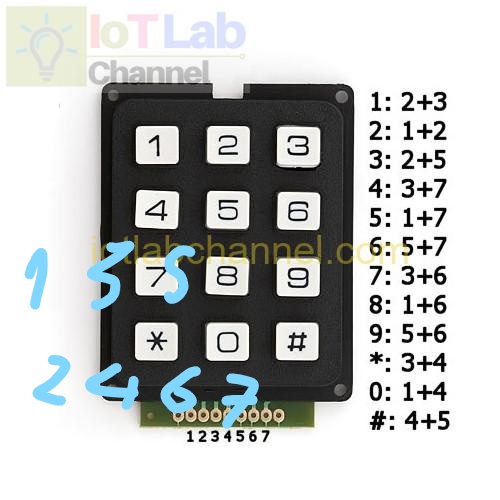 IoT Lab
Channel
1 2 3
4 5 6
7 8 9
* 0 #
1: 2+3
2: 1+2
3: 2+5
4: 3+7
5: 1+7
6: 5+7
7: 3+6
8: 1+6
9: 5+6
*: 3+4
0: 1+4
#: 4+5
iotlabchannel.com
1 3 5
2 4 6 7
1234567